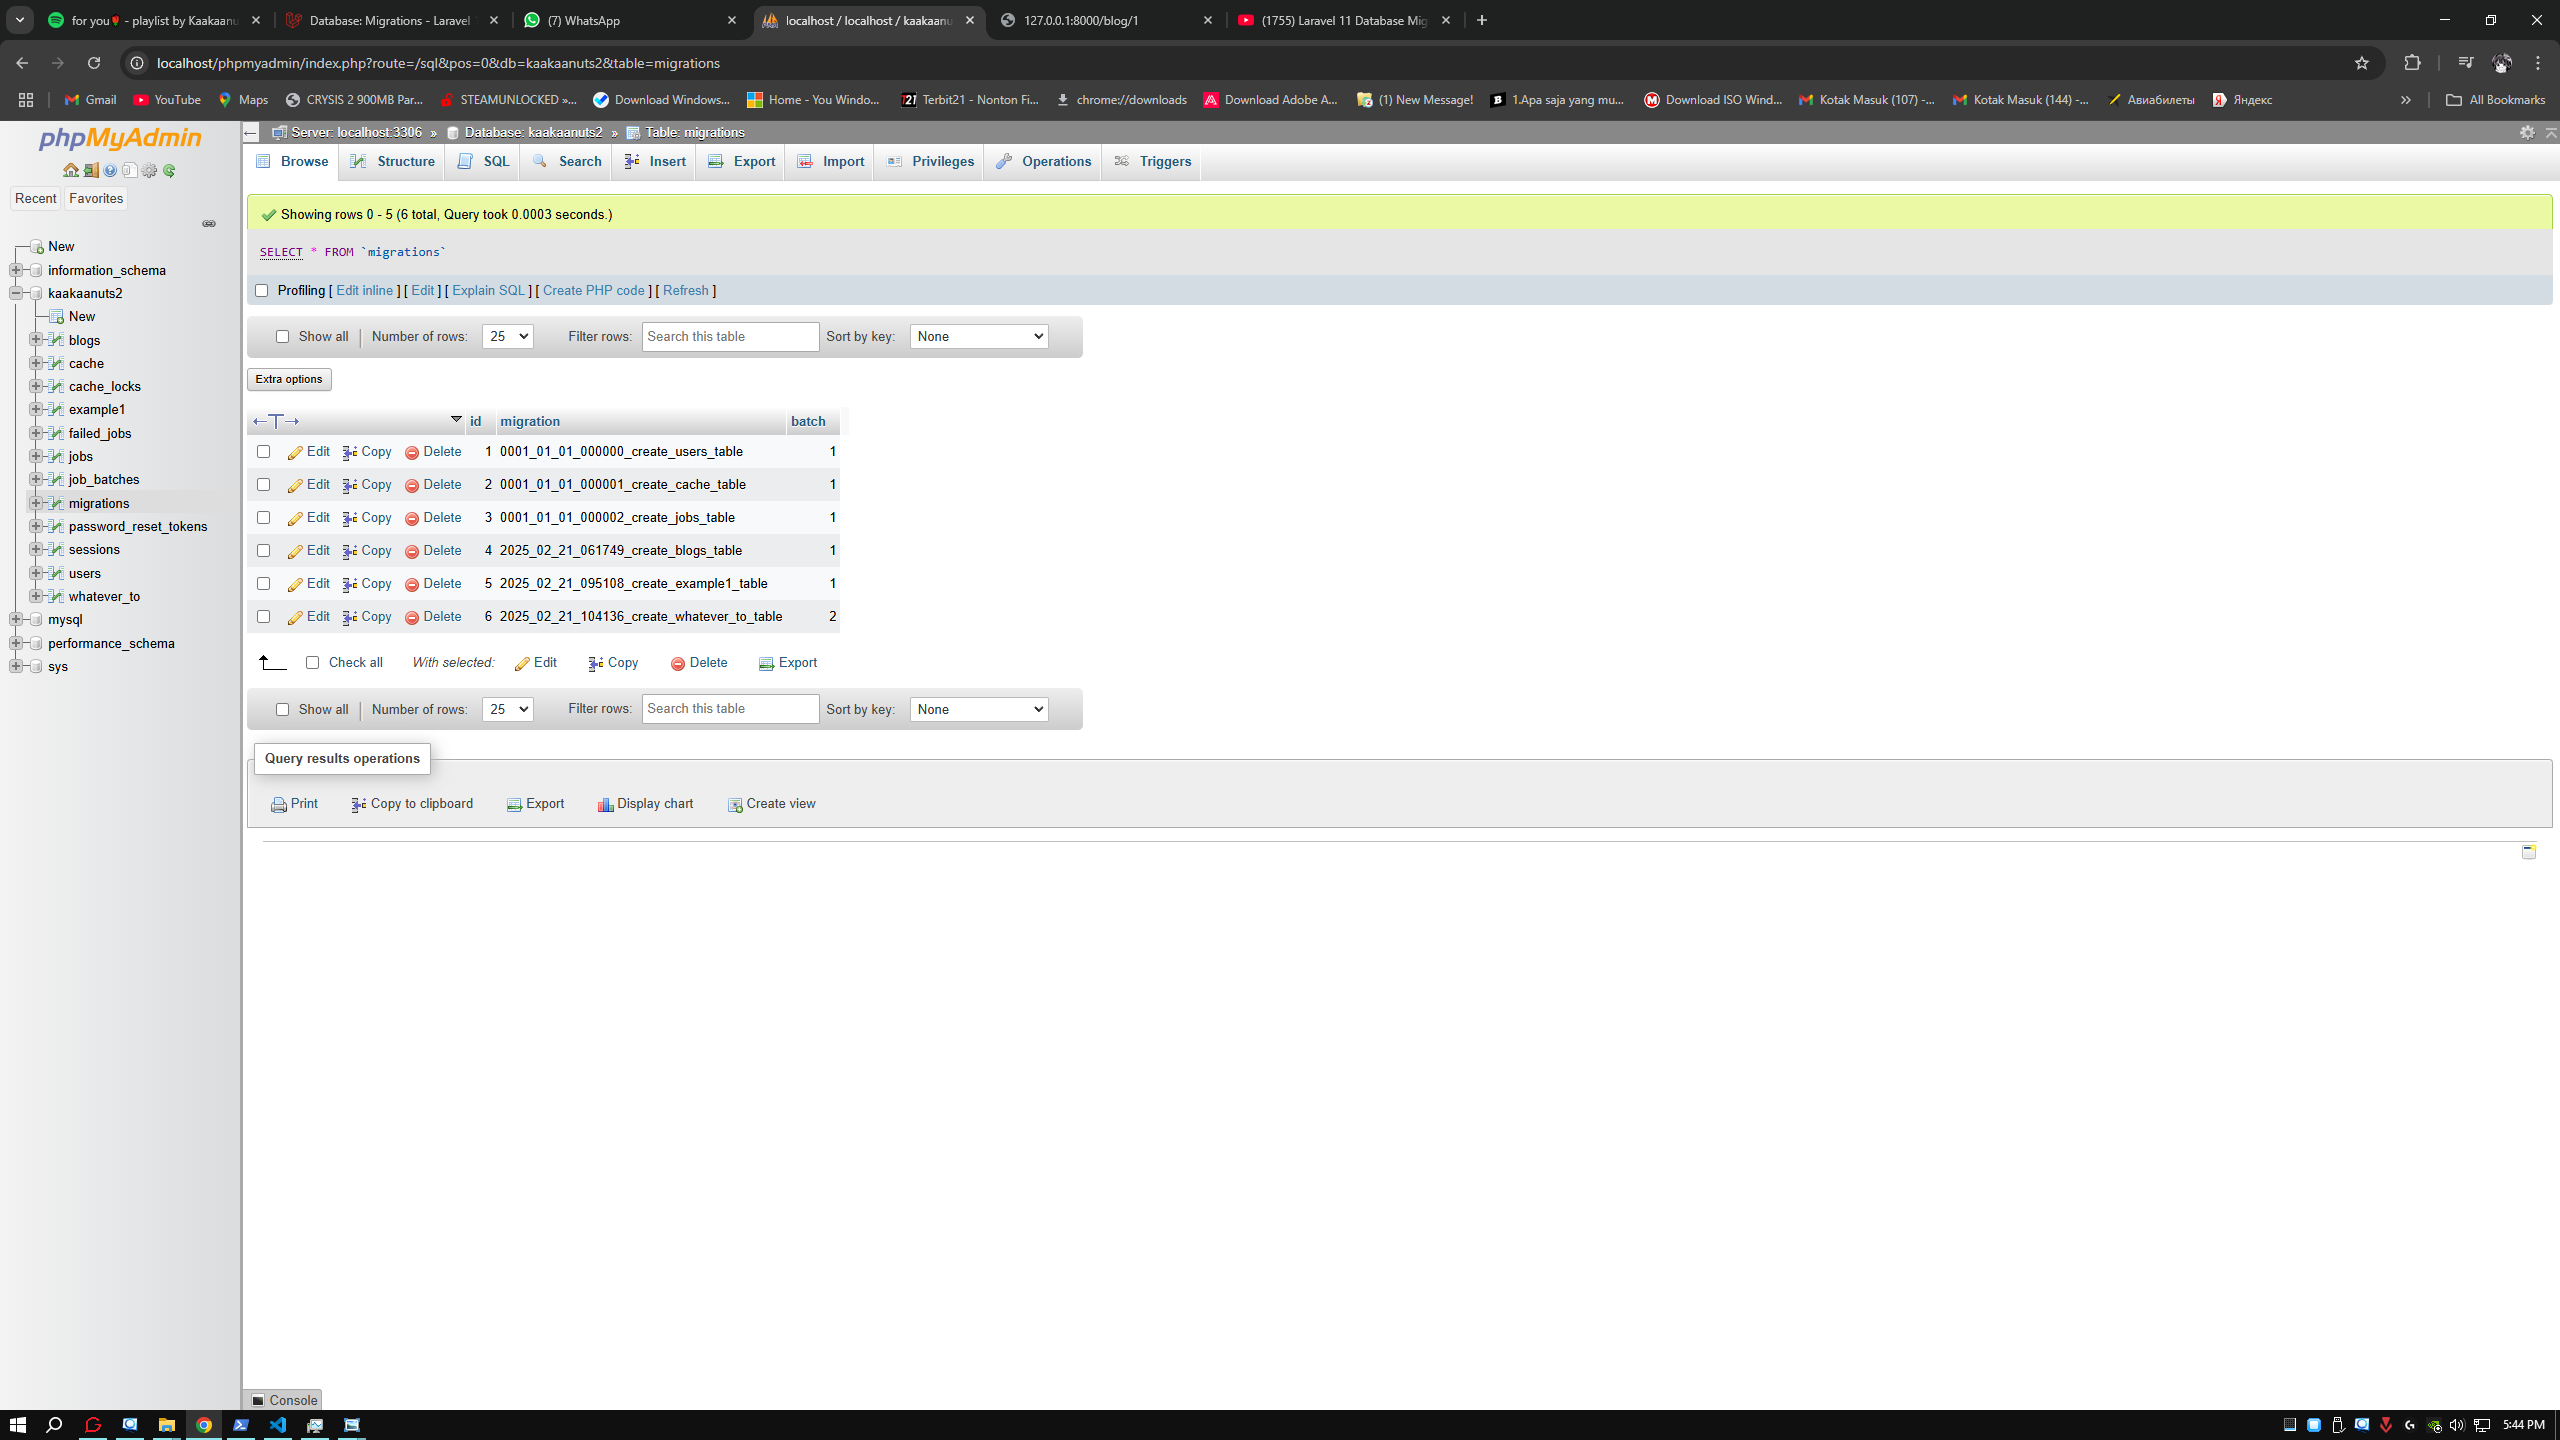 for you🌹 - playlist by Kaakaanu
Database: Migrations - Laravel
(7) WhatsApp
localhost / localhost / kaakaanu
127.0.0.1:8000/blog/1
(1755) Laravel 11 Database Mig
localhost/phpmyadmin/index.php?route=/sql&pos=0&db=kaakaanuts2&table=migrations
Gmail
YouTube
Maps
CRYSIS 2 900MB Par...
STEAMUNLOCKED »...
Download Windows...
Home - You Windo...
Terbit21 - Nonton Fi...
chrome://downloads
Download Adobe A...
(1) New Message!
1.Apa saja yang mu...
Download ISO Wind...
Kotak Masuk (107) -...
Kotak Masuk (144) -...
Авиабилеты
Яндекс
All Bookmarks
phpMyAdmin
Recent
Favorites
New
information_schema
kaakaanuts2
New
blogs
cache
cache_locks
example1
failed_jobs
jobs
job_batches
migrations
password_reset_tokens
sessions
users
whatever_to
mysql
performance_schema
sys
Server: localhost:3306 » Database: kaakaanuts2 » Table: migrations
Browse
Structure
SQL
Search
Insert
Export
Import
Privileges
Operations
Triggers
Showing rows 0 - 5 (6 total, Query took 0.0003 seconds.)
SELECT * FROM `migrations`
Profiling [ Edit inline ] [ Edit ] [ Explain SQL ] [ Create PHP code ] [ Refresh ]
Show all | Number of rows: 25 Filter rows: Search this table Sort by key: None
Extra options
id migration batch
Edit Copy Delete 1 0001_01_01_000000_create_users_table 1
Edit Copy Delete 2 0001_01_01_000001_create_cache_table 1
Edit Copy Delete 3 0001_01_01_000002_create_jobs_table 1
Edit Copy Delete 4 2025_02_21_061749_create_blogs_table 1
Edit Copy Delete 5 2025_02_21_095108_create_example1_table 1
Edit Copy Delete 6 2025_02_21_104136_create_whatever_to_table 2
Check all With selected: Edit Copy Delete Export
Show all | Number of rows: 25 Filter rows: Search this table Sort by key: None
Query results operations
Print Copy to clipboard Export Display chart Create view
Console
5:44 PM